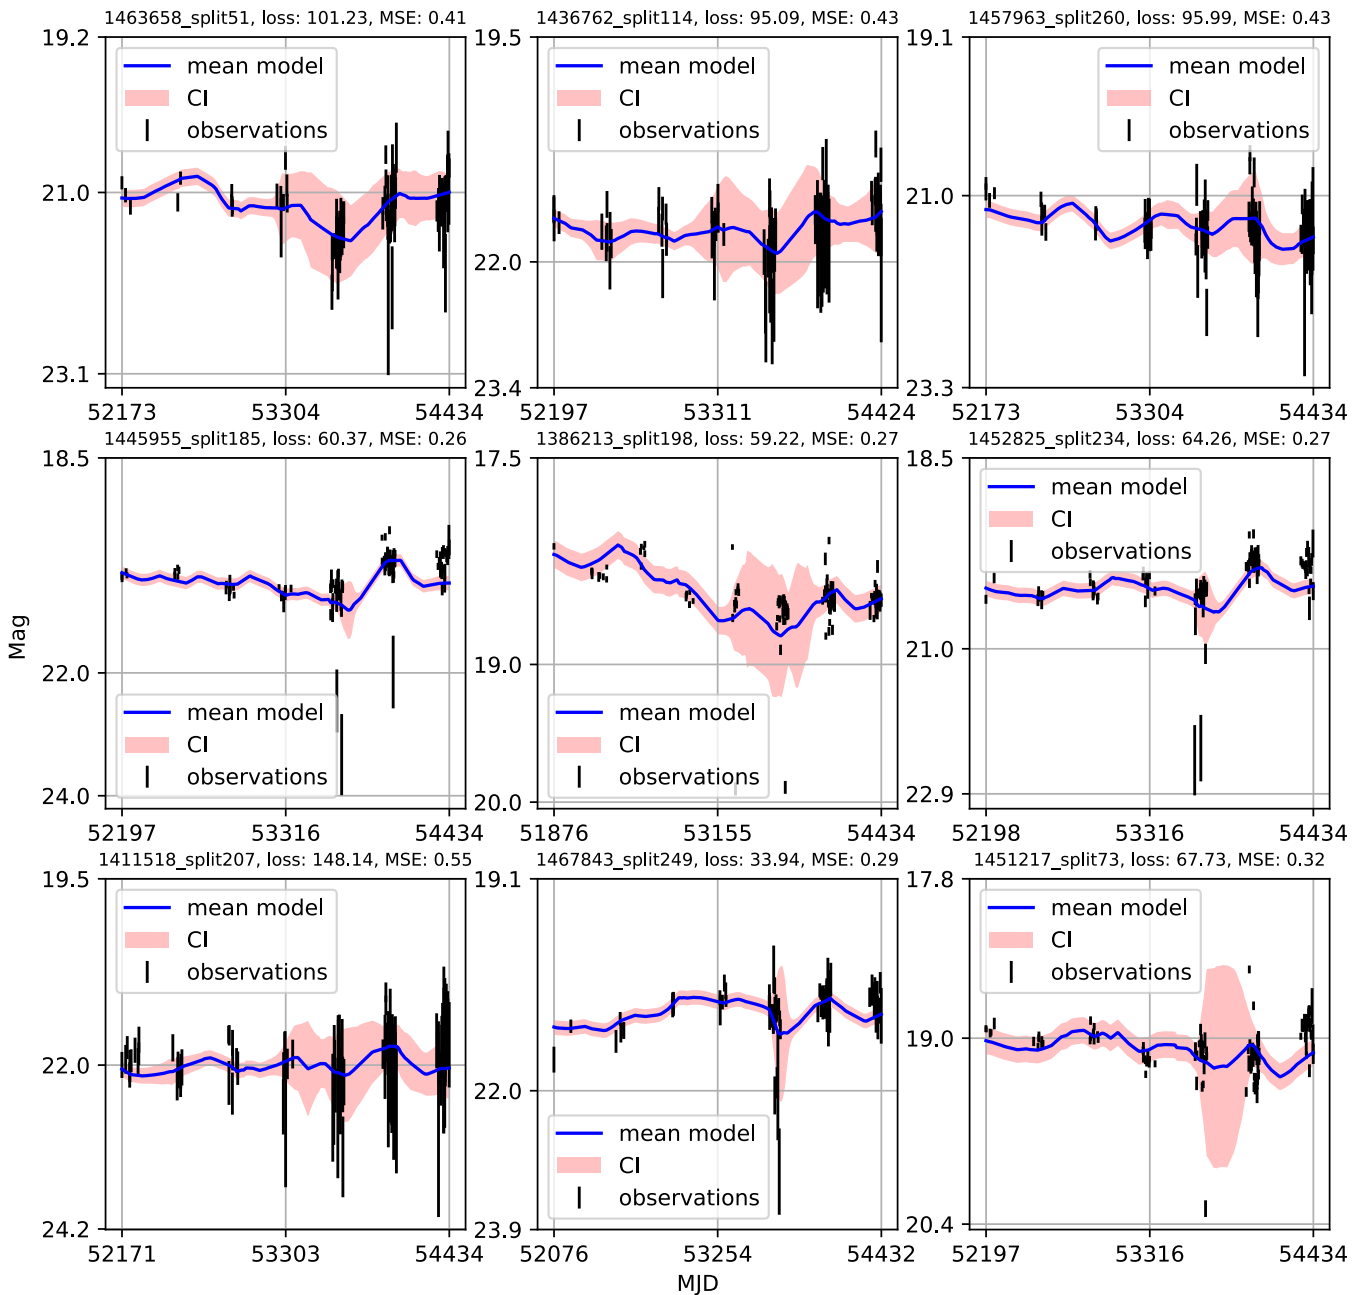 1463658_split51, loss: 101.23, MSE: 0.41
19.2
21.0
23.1
mean model
CI
observations
52173 53304 54434
1436762_split114, loss: 95.09, MSE: 0.43
19.5
22.0
23.4
mean model
CI
observations
52197 53311 54424
1457963_split260, loss: 95.99, MSE: 0.43
19.1
21.0
23.3
mean model
CI
observations
52173 53304 54434
1445955_split185, loss: 60.37, MSE: 0.26
18.5
22.0
24.0
mean model
CI
observations
52197 53316 54434
1386213_split198, loss: 59.22, MSE: 0.27
17.5
19.0
20.0
mean model
CI
observations
51876 53155 54432
1452825_split234, loss: 64.26, MSE: 0.27
18.5
21.0
22.9
mean model
CI
observations
52198 53316 54434
Mag
1411518_split207, loss: 148.14, MSE: 0.55
19.5
22.0
24.2
mean model
CI
observations
52171 53303 54434
1467843_split249, loss: 33.94, MSE: 0.29
19.1
22.0
23.9
mean model
CI
observations
52076 53254 54432
1451217_split73, loss: 67.73, MSE: 0.32
17.8
19.0
20.4
mean model
CI
observations
52197 53316 54434
MJD